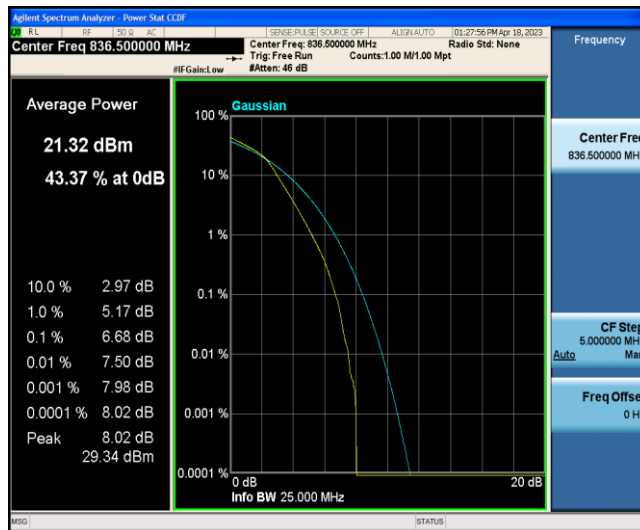 Agilent Spectrum Analyzer - Power Stat CCDF
RL RF 50 Ω AC SENSE:PULSE SOURCE OFF ALIGN AUTO 01:27:56 PM Apr 18, 2023
Center Freq 836.500000 MHz
Center Freq: 836.500000 MHz Radio Std: None
Trig: Free Run Counts:1.00 M/1.00 Mpt
#IFGain:Low #Atten: 46 dB
Frequency
Average Power
21.32 dBm
43.37 % at 0dB
10.0 % 2.97 dB
1.0 % 5.17 dB
0.1 % 6.68 dB
0.01 % 7.50 dB
0.001 % 7.98 dB
0.0001 % 8.02 dB
Peak 8.02 dB
29.34 dBm
Gaussian
100 %
10 %
1 %
0.1 %
0.01 %
0.001 %
0.0001 %
0 dB 20 dB
Info BW 25.000 MHz
Center Freq
836.500000 MH
CF Step
5.000000 MH
Auto Man
Freq Offse
0 H
MSG STATUS